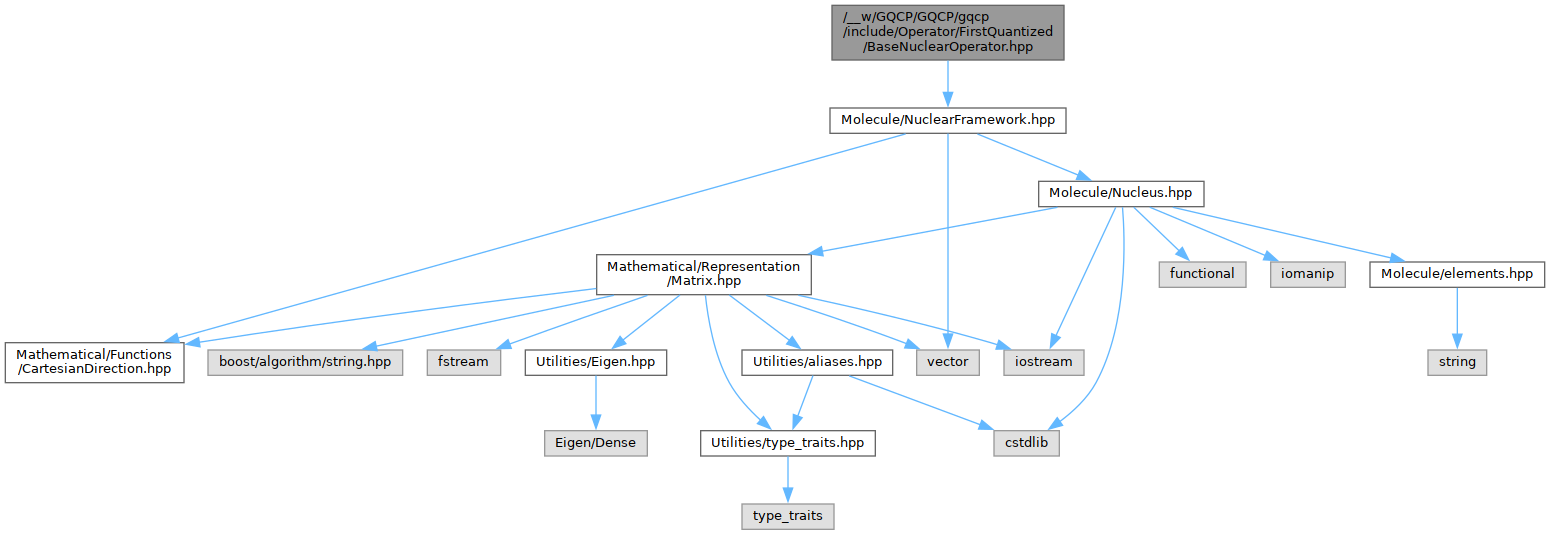 /__w/GQCP/GQCP/gqcp
/include/Operator/FirstQuantized
/BaseNuclearOperator.hpp
Molecule/NuclearFramework.hpp
Molecule/Nucleus.hpp
Mathematical/Representation
/Matrix.hpp
functional
iomanip
Molecule/elements.hpp
Mathematical/Functions
/CartesianDirection.hpp
boost/algorithm/string.hpp
fstream
Utilities/Eigen.hpp
Utilities/aliases.hpp
vector
iostream
string
Eigen/Dense
Utilities/type_traits.hpp
cstdlib
type_traits